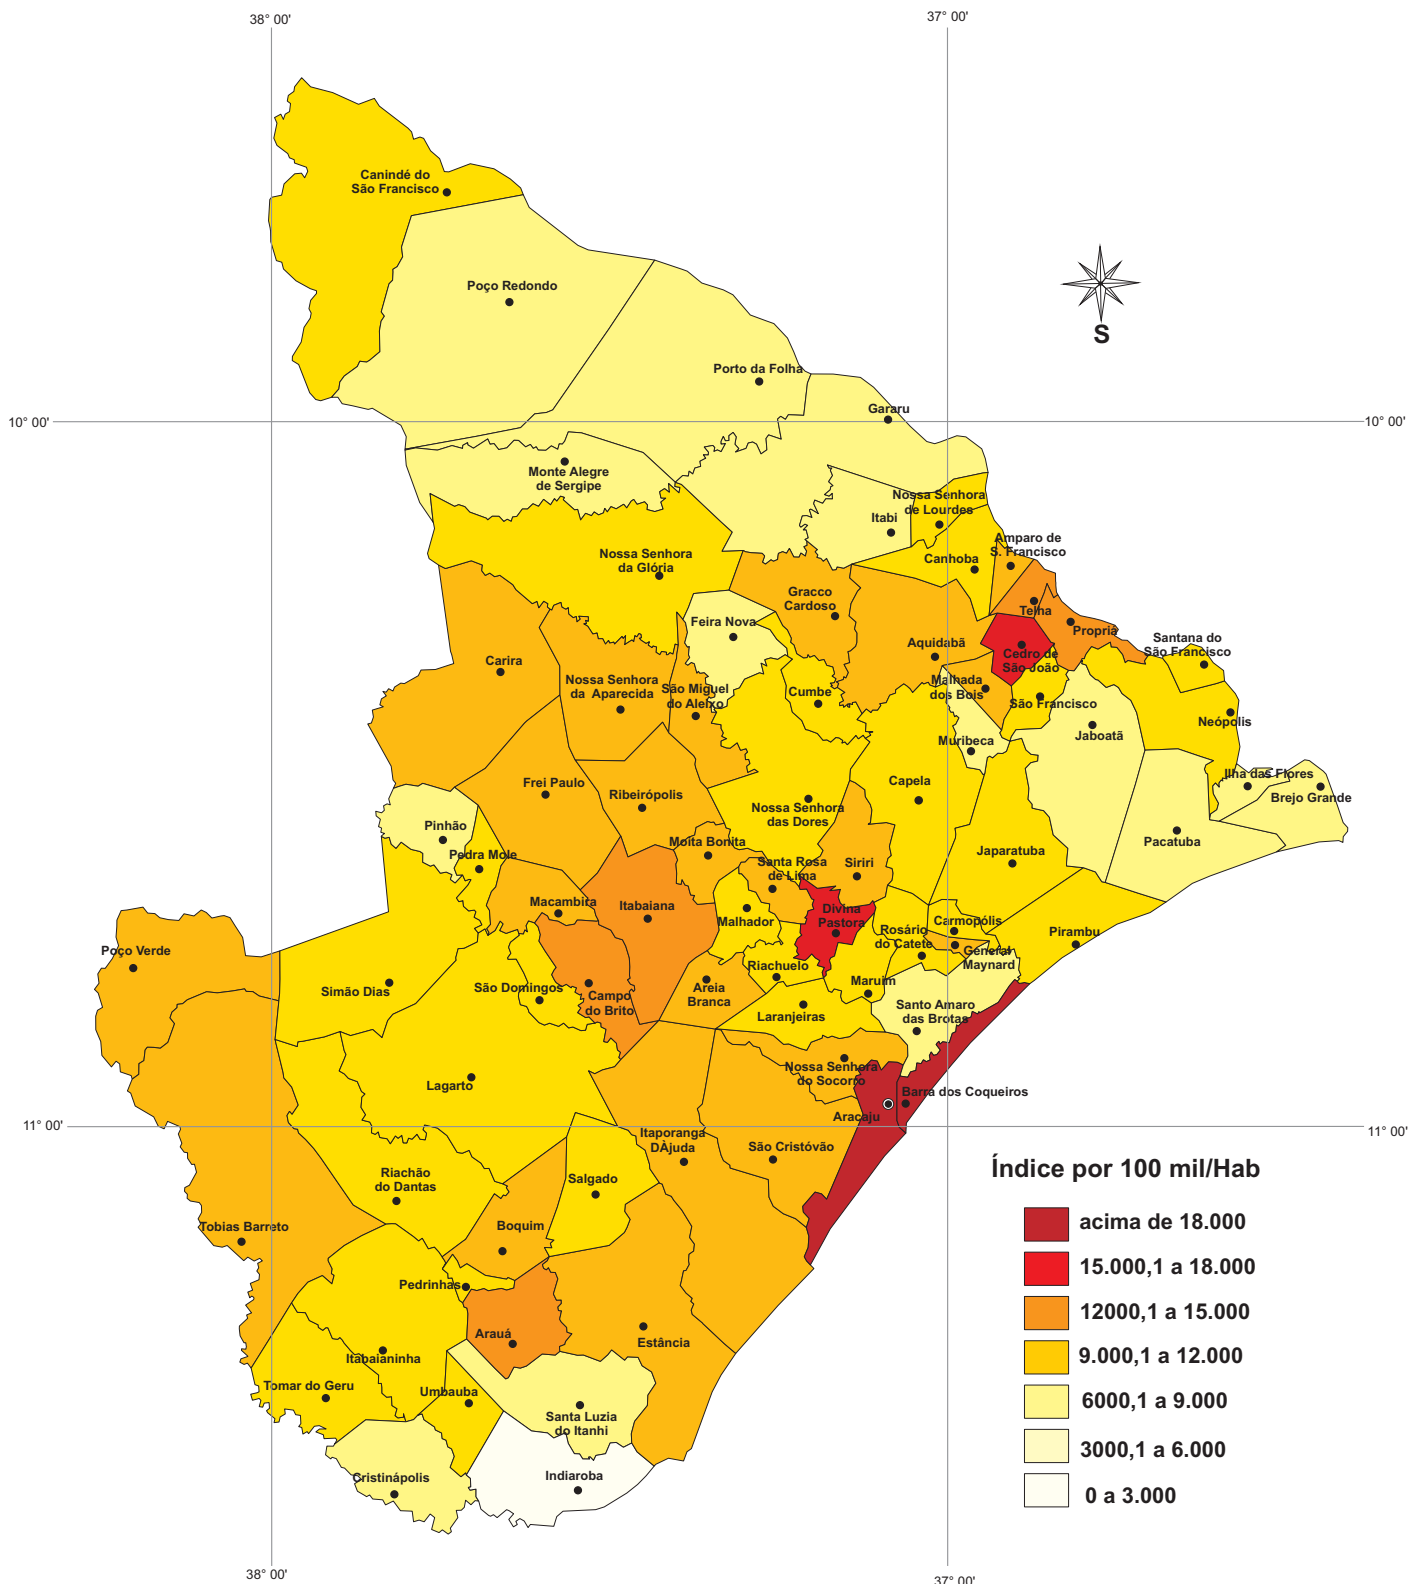 38° 00'
37° 00'
Canindé do
São Francisco
Poço Redondo
S
Porto da Folha
Gararu
10° 00'
10° 00'
Monte Alegre
de Sergipe
Nossa Senhora
de Lourdes
Itabi
Amparo de
S. Francisco
Nossa Senhora
da Glória
Canhoba
Gracco
Cardoso
Telha
Feira Nova
Propriá
Aquidabã
Santana do
São Francisco
Cedro de
São João
Carira
Nossa Senhora
da Aparecida
São Miguel
do Aleixo
Cumbe
Malhada
dos Bois
São Francisco
Neópolis
Jaboatã
Muribeca
Frei Paulo
Ribeirópolis
Capela
Ilha das Flores
Brejo Grande
Nossa Senhora
das Dores
Pinhão
Pedra Mole
Moita Bonita
Santa Rosa
de Lima
Siriri
Japaratuba
Pacatuba
Macambira
Itabaiana
Malhador
Divina
Pastora
Rosário
do Catete
Carmopólis
Pirambu
General
Maynard
Poço Verde
Simão Dias
São Domingos
Campo
do Brito
Areia
Branca
Riachuelo
Maruim
Laranjeiras
Santo Amaro
das Brotas
Lagarto
Nossa Senhora
do Socorro
Barra dos Coqueiros
Aracaju
11° 00'
11° 00'
Itaporanga
DÀjuda
São Cristóvão
Riachão
do Dantas
Salgado
Tobias Barreto
Boquim
Pedrinhas
Arauá
Estância
Itabaianinha
Tomar do Geru
Umbauba
Santa Luzia
do Itanhi
Cristinápolis
Indiaroba
Índice por 100 mil/Hab
acima de 18.000
15.000,1 a 18.000
12000,1 a 15.000
9.000,1 a 12.000
6000,1 a 9.000
3000,1 a 6.000
0 a 3.000
38° 00'
37° 00'